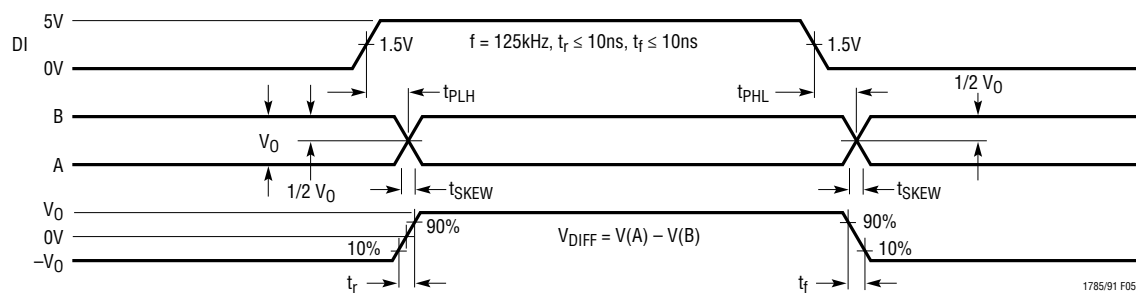 5V
DI
1.5V
f = 125kHz, tr ≤ 10ns, tf ≤ 10ns
1.5V
0V
tPLH
tPHL
1/2 VO
B
VO
A
1/2 VO
tSKEW
tSKEW
VO
90%
90%
0V
VDIFF = V(A) – V(B)
10%
10%
–VO
tr
tf
1785/91 F05